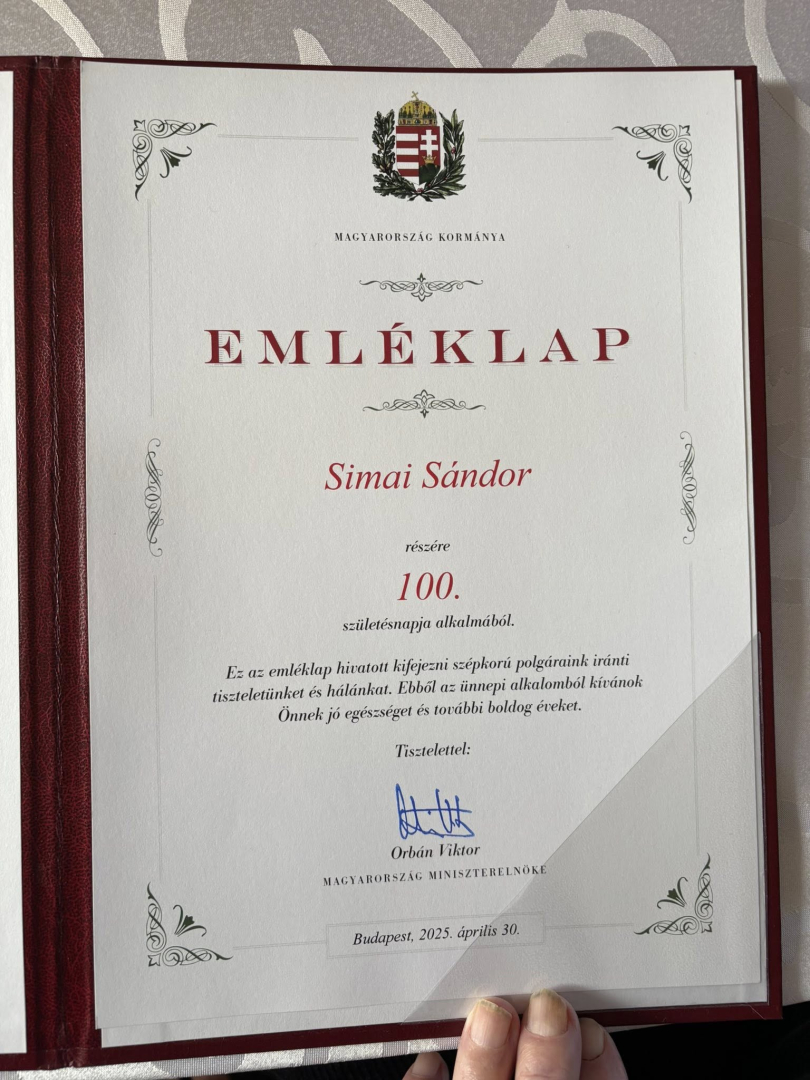 MAGYARORSZÁG KORMÁNYA
EMLÉKLAP
Simai Sándor
részére
100.
születésnapja alkalmából.
Ez az emléklap hivatott kifejezni szépkorú polgáraink iránti
tiszteletünket és hálánkat. Ebből az ünnepi alkalomból kívánok
Önnek jó egészséget és további boldog éveket.
Tisztelettel:
Orbán Viktor
MAGYARORSZÁG MINISZTERELNÖKE
Budapest, 2025. április 30.